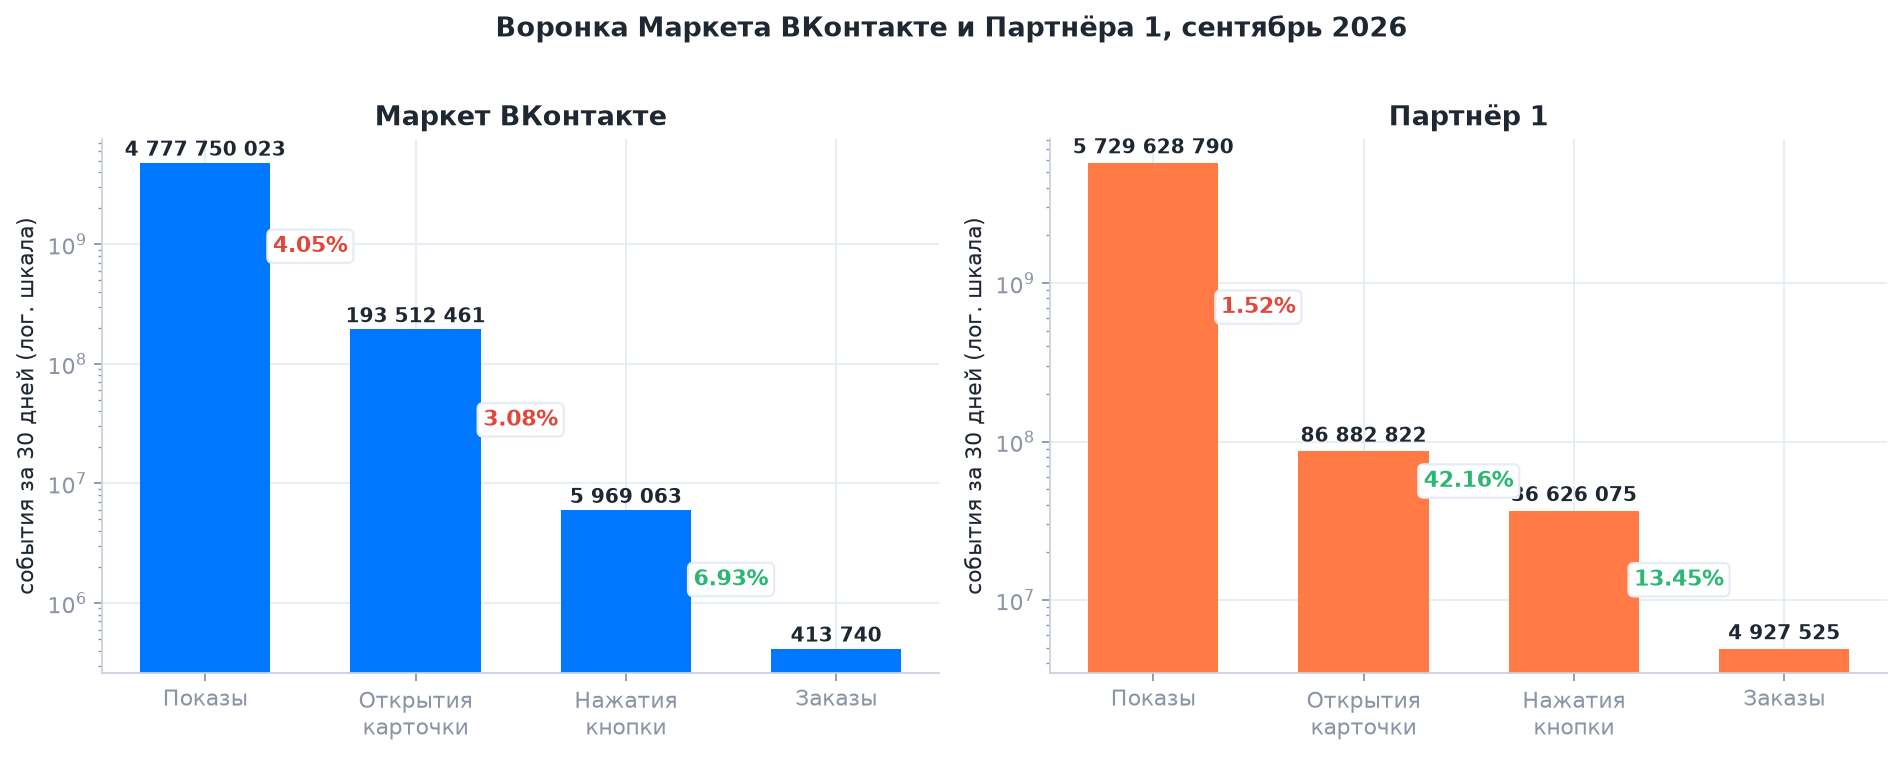 Воронка Маркета ВКонтакте и Партнёра 1, сентябрь 2026
Маркет ВКонтакте
события за 30 дней (лог. шкала)
10⁹
10⁸
10⁷
10⁶
4 777 750 023
4.05%
193 512 461
3.08%
5 969 063
6.93%
413 740
Показы
Открытия
карточки
Нажатия
кнопки
Заказы
Партнёр 1
события за 30 дней (лог. шкала)
10⁹
10⁸
10⁷
5 729 628 790
1.52%
86 882 822
42.16%
36 626 075
13.45%
4 927 525
Показы
Открытия
карточки
Нажатия
кнопки
Заказы